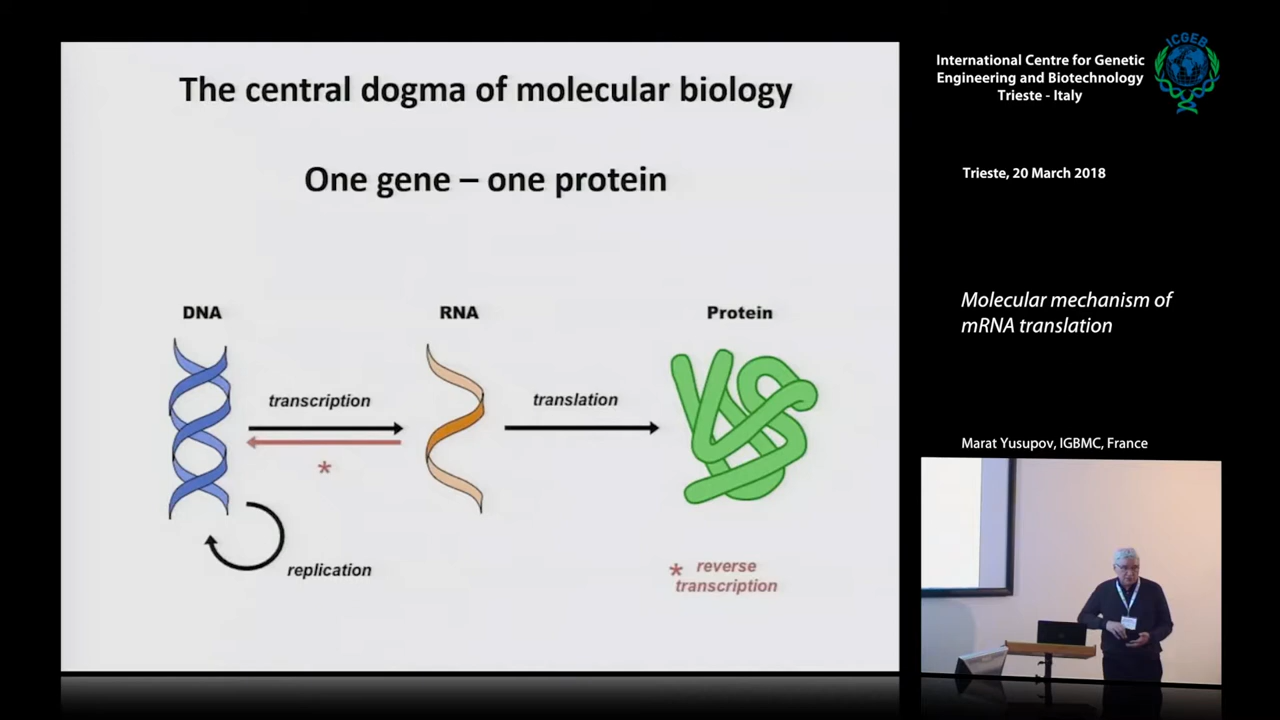 The central dogma of molecular biology
One gene – one protein
DNA
RNA
Protein
transcription
translation
*
replication
* reverse
transcription
ICGEB
International Centre for Genetic
Engineering and Biotechnology
Trieste - Italy
Trieste, 20 March 2018
Molecular mechanism of
mRNA translation
Marat Yusupov, IGBMC, France